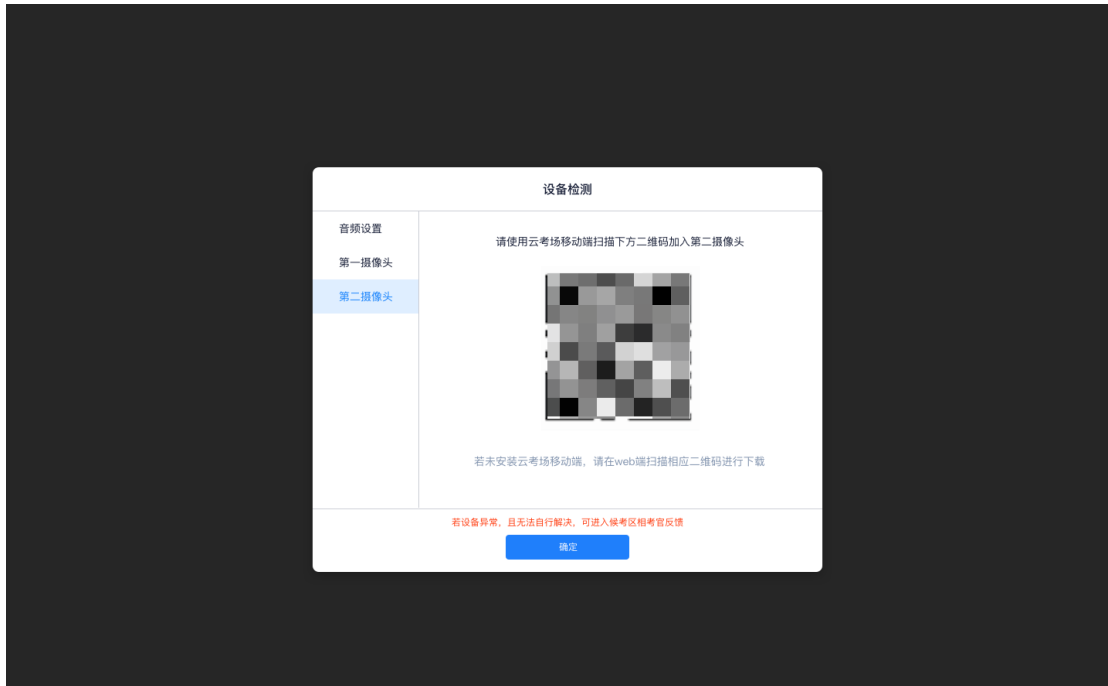 设备检测
音频设置
第一摄像头
第二摄像头
请使用云考场移动端扫描下方二维码加入第二摄像头
若未安装云考场移动端，请在web端扫描相应二维码进行下载
若设备异常，且无法自行解决，可进入候考区相考官反馈
确定